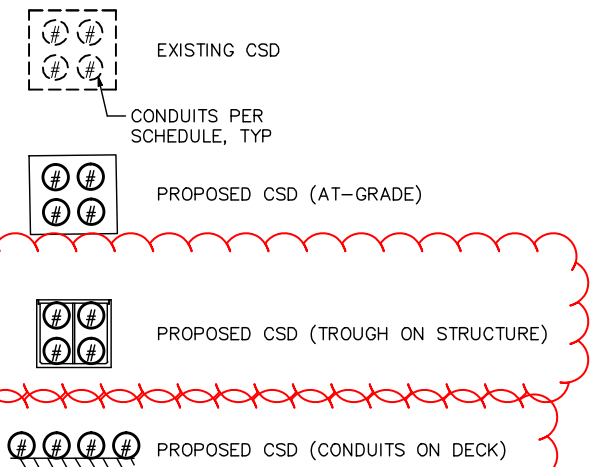 # #
# #
EXISTING CSD
CONDUITS PER
SCHEDULE, TYP
# #
# #
PROPOSED CSD (AT-GRADE)
# #
# #
PROPOSED CSD (TROUGH ON STRUCTURE)
# # # #
PROPOSED CSD (CONDUITS ON DECK)